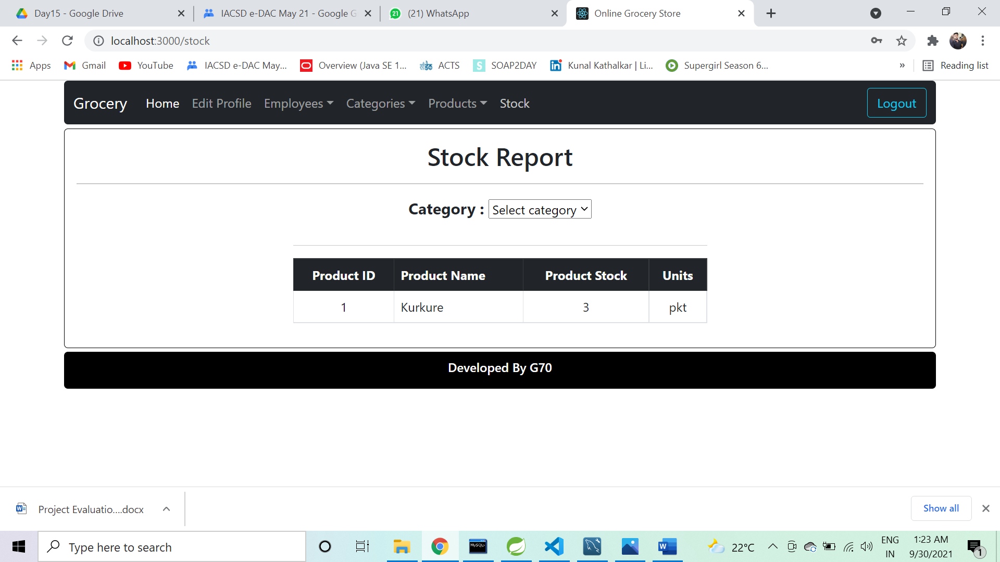 Day15 - Google Drive
IACSD e-DAC May 21 - Google G
21
(21) WhatsApp
Online Grocery Store
localhost:3000/stock
Apps
Gmail
YouTube
IACSD e-DAC May...
Overview (Java SE 1...
ACTS
S
SOAP2DAY
in
Kunal Kathalkar | Li...
Supergirl Season 6...
»
Reading list
Grocery
Home
Edit Profile
Employees
Categories
Products
Stock
Logout
Stock Report
Category : Select category
Product ID Product Name Product Stock Units
1 Kurkure 3 pkt
Developed By G70
Project Evaluatio....docx
Show all
Type here to search
MySQL
W
22°C
ENG
IN
1:23 AM
9/30/2021
1